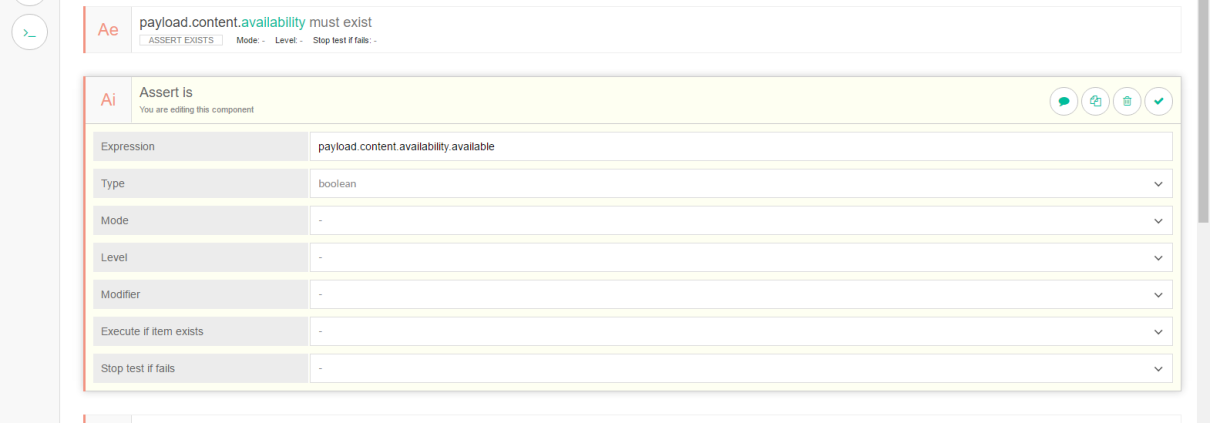 Ae
payload.content.availability must exist
ASSERT EXISTS Mode: - Level: - Stop test if fails: -
Ai
Assert is
You are editing this component
Expression payload.content.availability.available
Type boolean
Mode -
Level -
Modifier -
Execute if item exists -
Stop test if fails -